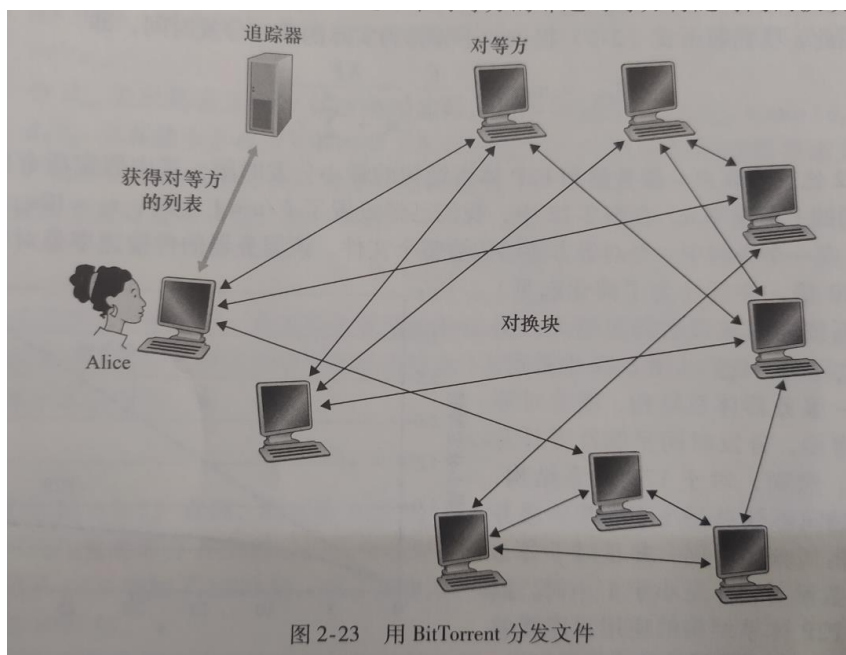 追踪器
对等方
获得对等方
的列表
对换块
Alice
图 2-23 用 BitTorrent 分发文件